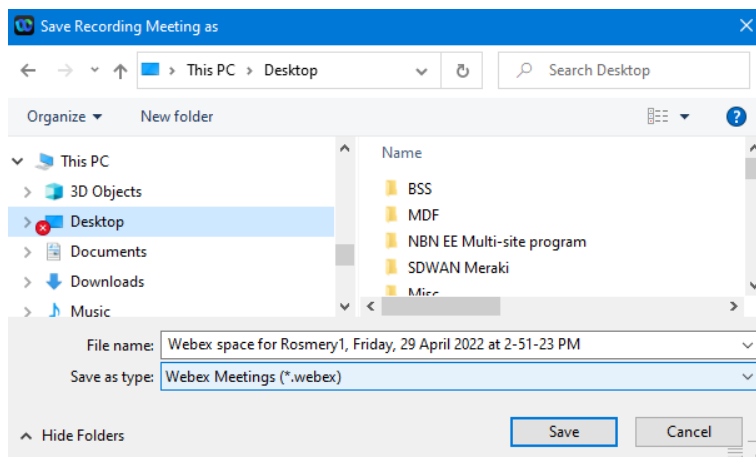 Save Recording Meeting as
This PC > Desktop
Search Desktop
Organize
New folder
This PC
3D Objects
Desktop
Documents
Downloads
Music
Name
BSS
MDF
NBN EE Multi-site program
SDWAN Meraki
Misc
File name: Webex space for Rosmery1, Friday, 29 April 2022 at 2-51-23 PM
Save as type: Webex Meetings (*.webex)
Hide Folders
Save
Cancel